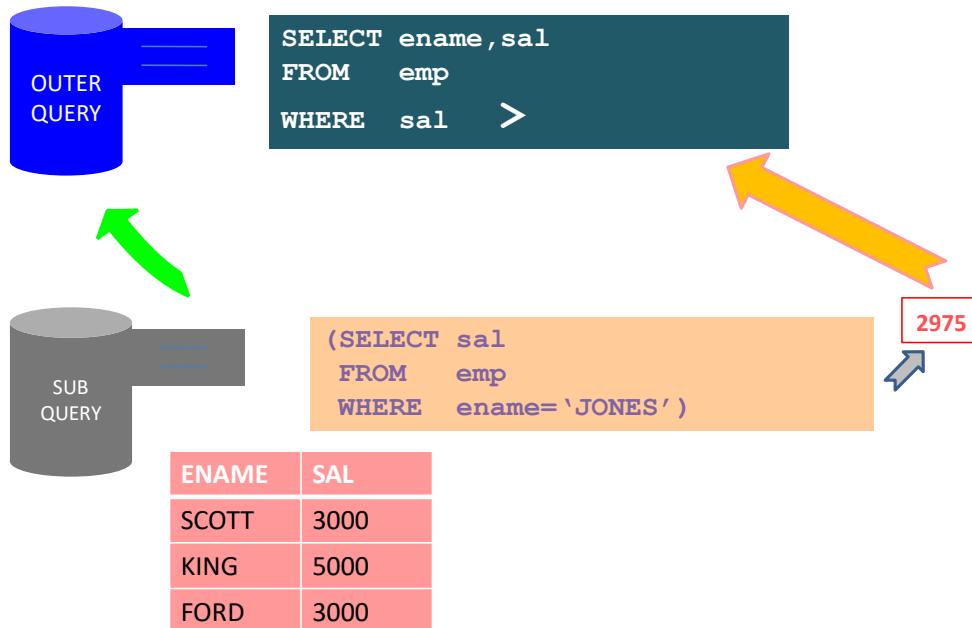 OUTER
QUERY
SELECT ename,sal
FROM emp
WHERE sal >
SUB
QUERY
(SELECT sal
FROM emp
WHERE ename=‘JONES’)
2975
ENAME SAL
SCOTT 3000
KING 5000
FORD 3000